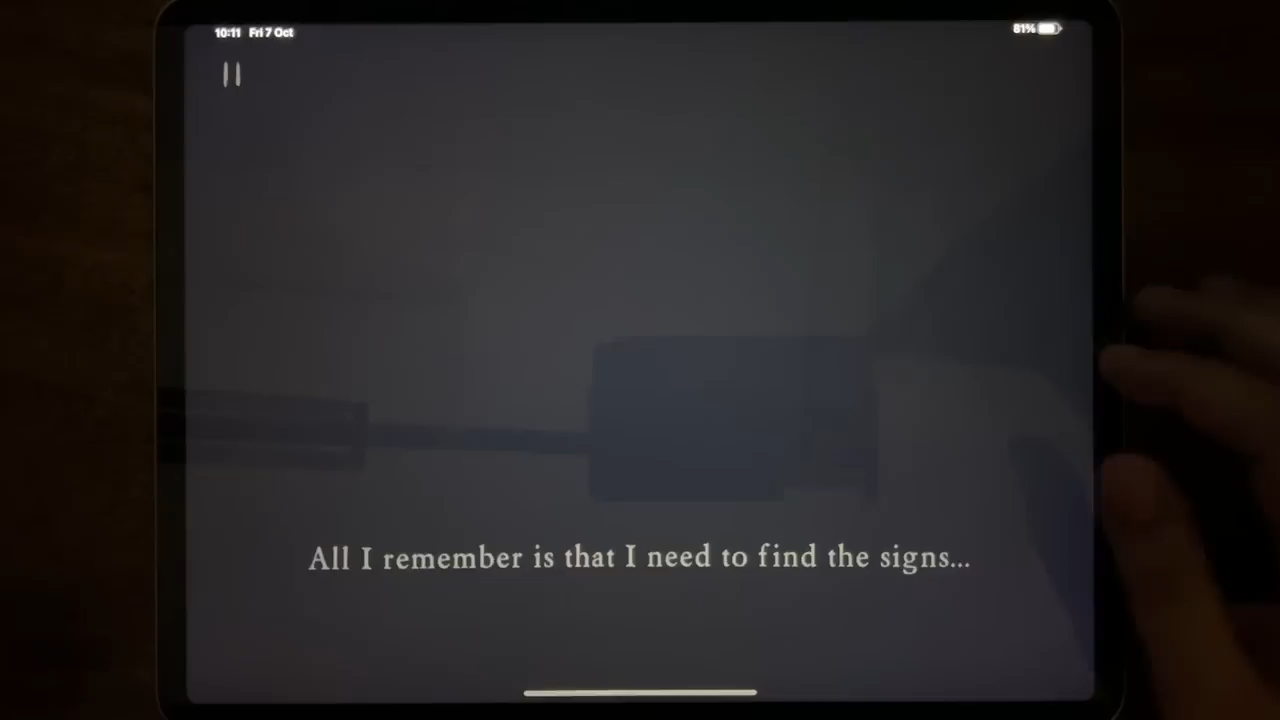 10:11 Fri 7 Oct 81%
All I remember is that I need to find the signs...